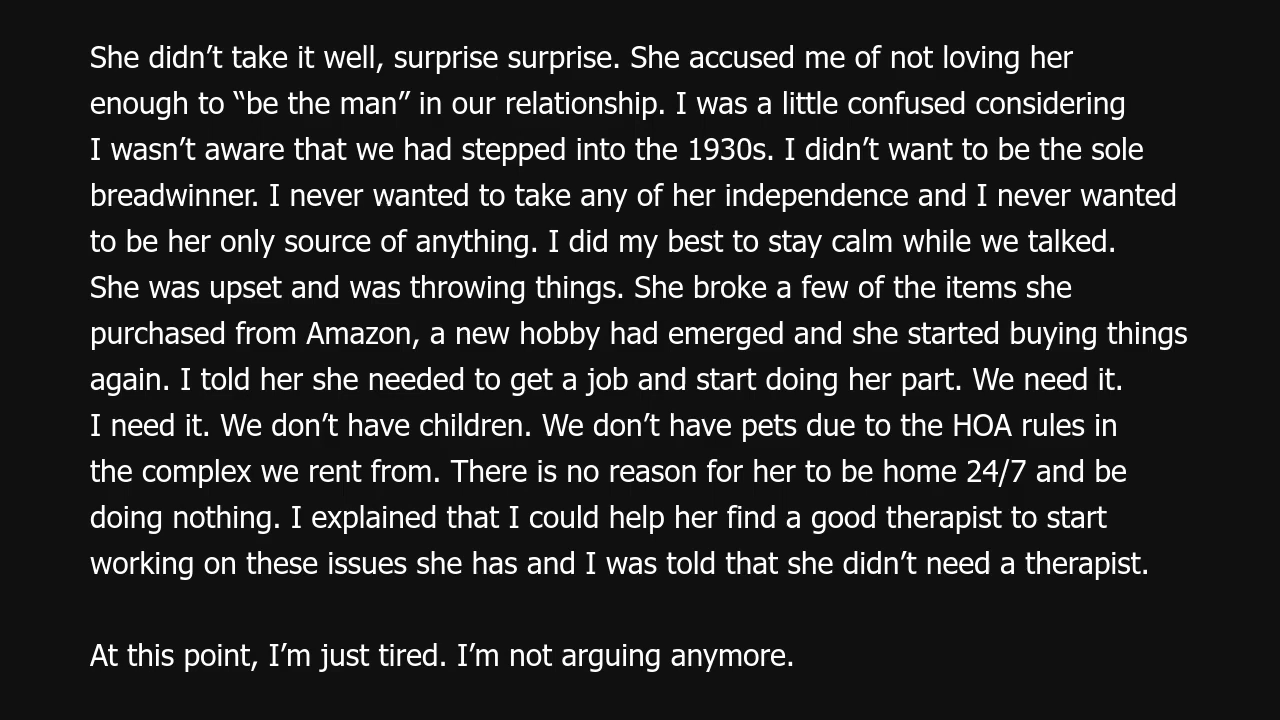 She didn’t take it well, surprise surprise. She accused me of not loving her
enough to “be the man” in our relationship. I was a little confused considering
I wasn’t aware that we had stepped into the 1930s. I didn’t want to be the sole
breadwinner. I never wanted to take any of her independence and I never wanted
to be her only source of anything. I did my best to stay calm while we talked.
She was upset and was throwing things. She broke a few of the items she
purchased from Amazon, a new hobby had emerged and she started buying things
again. I told her she needed to get a job and start doing her part. We need it.
I need it. We don’t have children. We don’t have pets due to the HOA rules in
the complex we rent from. There is no reason for her to be home 24/7 and be
doing nothing. I explained that I could help her find a good therapist to start
working on these issues she has and I was told that she didn’t need a therapist.
At this point, I’m just tired. I’m not arguing anymore.